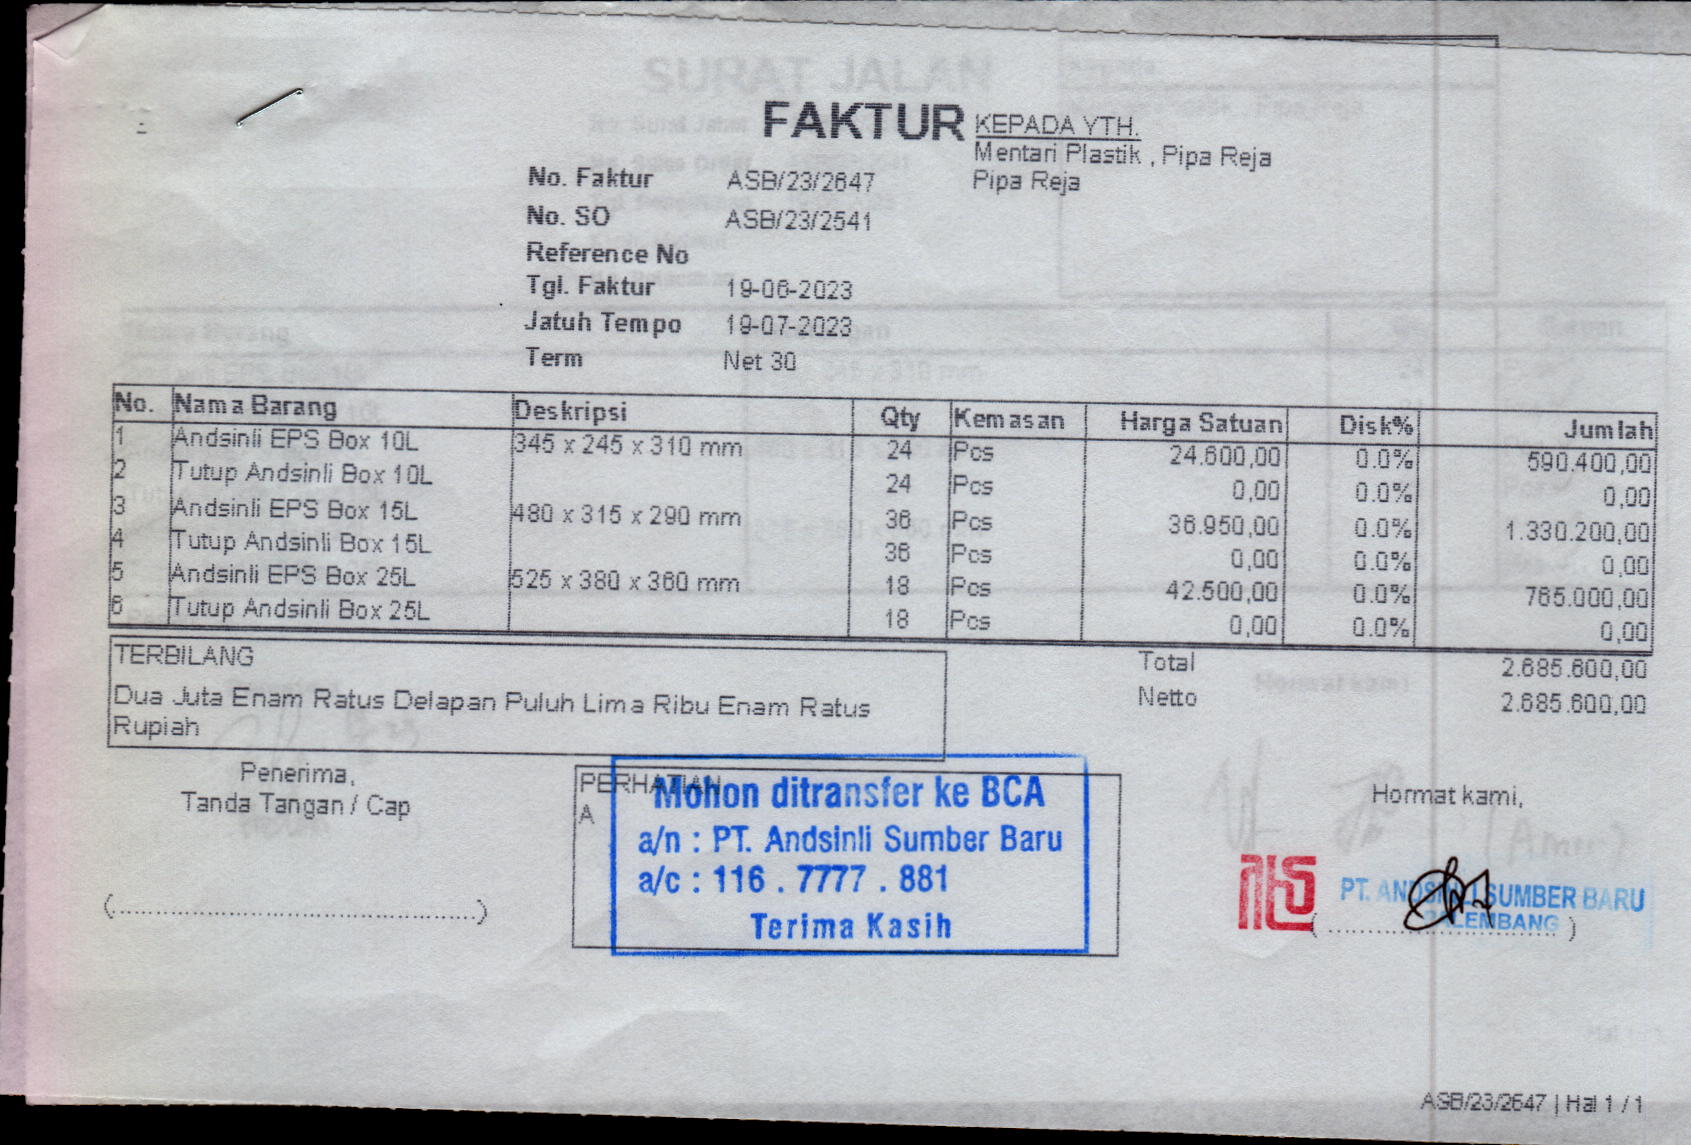 FAKTUR
KEPADA YTH.
Mentari Plastik , Pipa Reja
Pipa Reja
No. Faktur ASB/23/2647
No. SO ASB/23/2541
Reference No
Tgl. Faktur 19-06-2023
Jatuh Tempo 19-07-2023
Term Net 30
No. Nama Barang Deskripsi Qty Kemasan Harga Satuan Disk% Jumlah
1 Andsinli EPS Box 10L 345 x 245 x 310 mm 24 Pcs 24.600,00 0.0% 590.400,00
2 Tutup Andsinli Box 10L 24 Pcs 0,00 0.0% 0,00
3 Andsinli EPS Box 15L 480 x 315 x 290 mm 36 Pcs 36.950,00 0.0% 1.330.200,00
4 Tutup Andsinli Box 15L 36 Pcs 0,00 0.0% 0,00
5 Andsinli EPS Box 25L 525 x 380 x 360 mm 18 Pcs 42.500,00 0.0% 765.000,00
6 Tutup Andsinli Box 25L 18 Pcs 0,00 0.0% 0,00
TERBILANG
Dua Juta Enam Ratus Delapan Puluh Lima Ribu Enam Ratus
Rupiah
Total 2.685.600,00
Netto 2.685.600,00
Penerima,
Tanda Tangan / Cap
PERHATIAN
A
Mohon ditransfer ke BCA
a/n : PT. Andsinli Sumber Baru
a/c : 116 . 7777 . 881
Terima Kasih
Hormat kami,
PT. ANDSINLI SUMBER BARU
PALEMBANG
ASB/23/2647 | Hal 1 / 1
SURAT JALAN